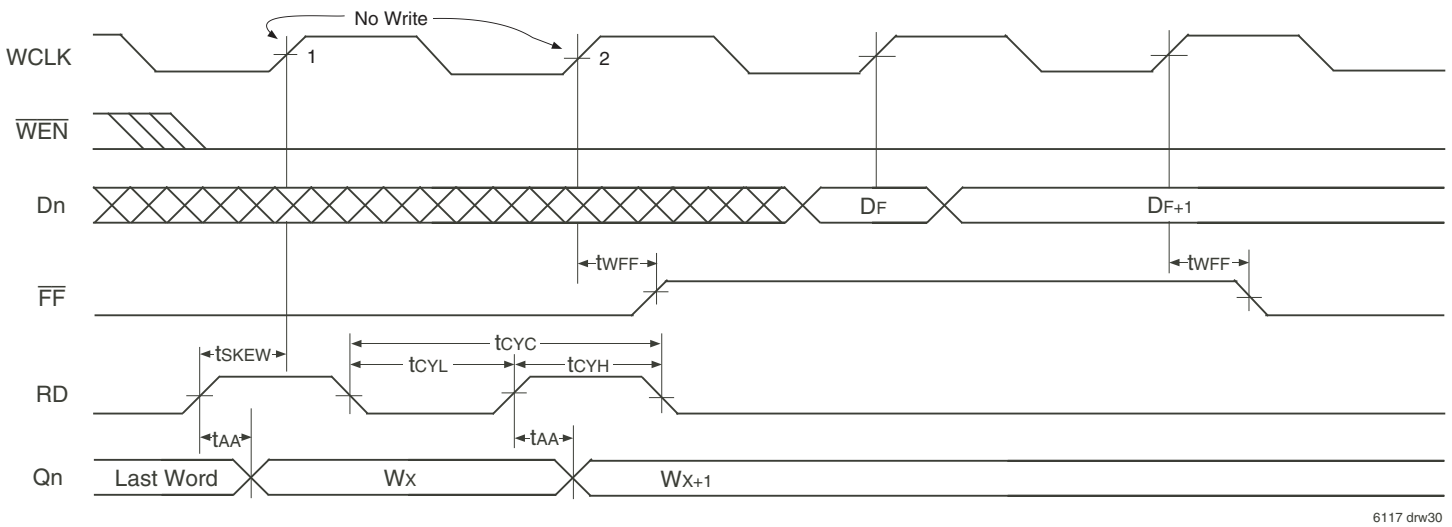 No Write
WCLK 1 2
WEN
Dn DF DF+1
tWFF tWFF
FF
tCYC
tSKEW tCYL tCYH
RD
tAA tAA
Qn Last Word WX WX+1
6117 drw30